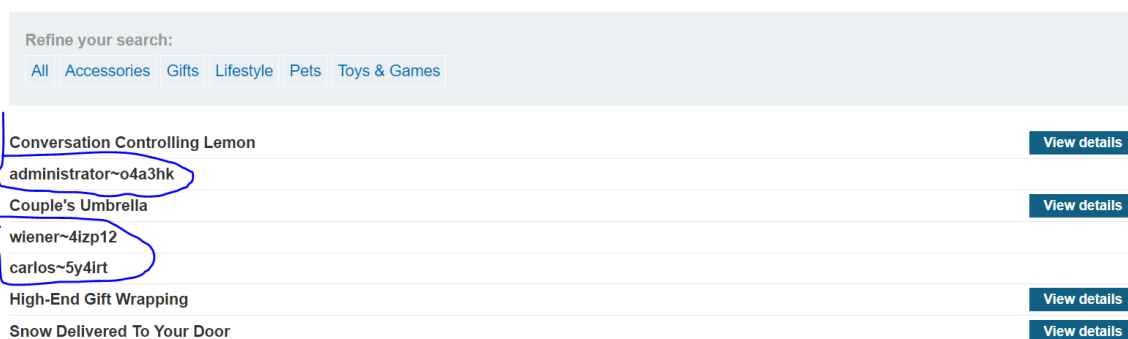 Refine your search:
All Accessories Gifts Lifestyle Pets Toys & Games
Conversation Controlling Lemon View details
administrator~o4a3hk
Couple's Umbrella View details
wiener~4izp12
carlos~5y4irt
High-End Gift Wrapping View details
Snow Delivered To Your Door View details